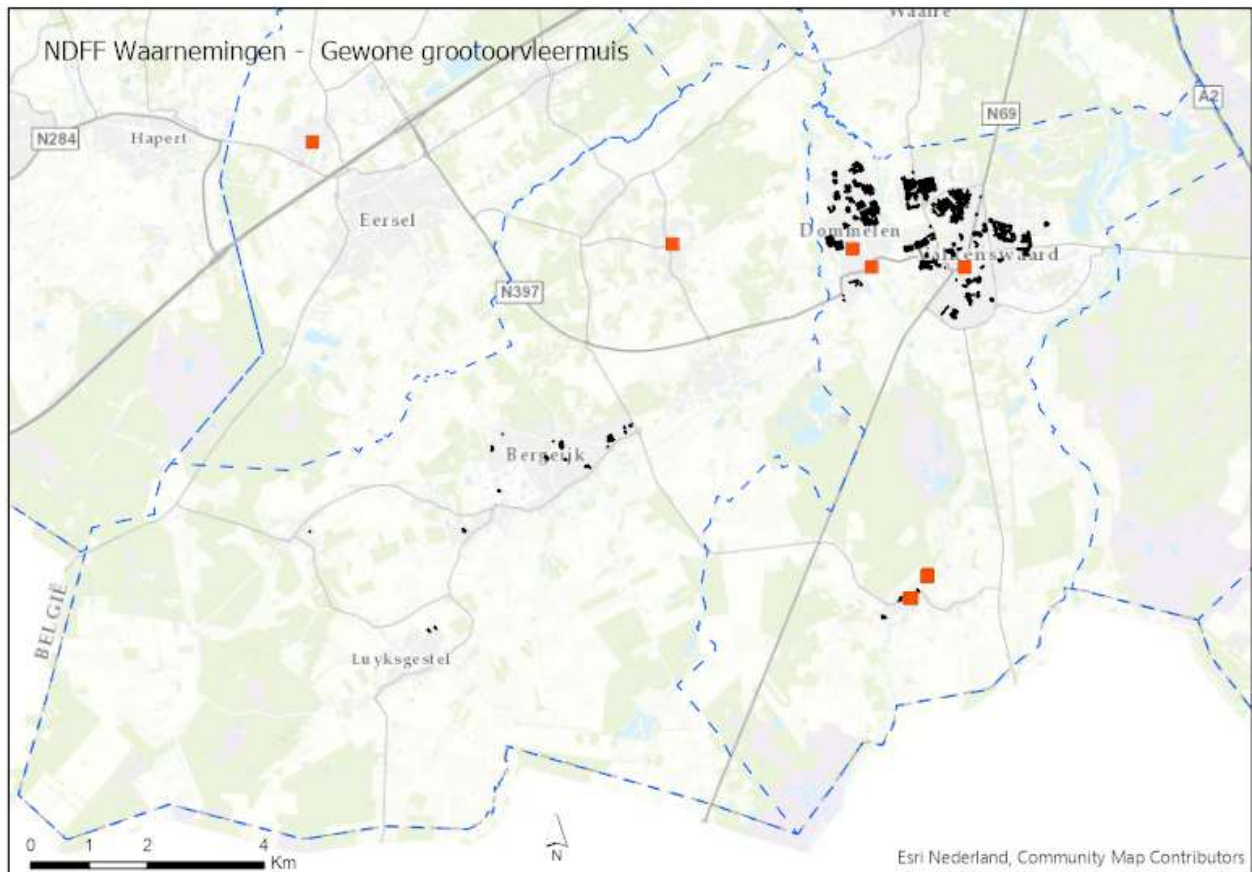 Waalre
NDFF Waarnemingen - Gewone grootoorvleermuis
A2
N69
N284
Hapert
Eersel
Dommelen
Valkenswaard
N397
Bergeijk
BELGIË
Luyksgestel
0 1 2 4
Km
N
Esri Nederland, Community Map Contributors